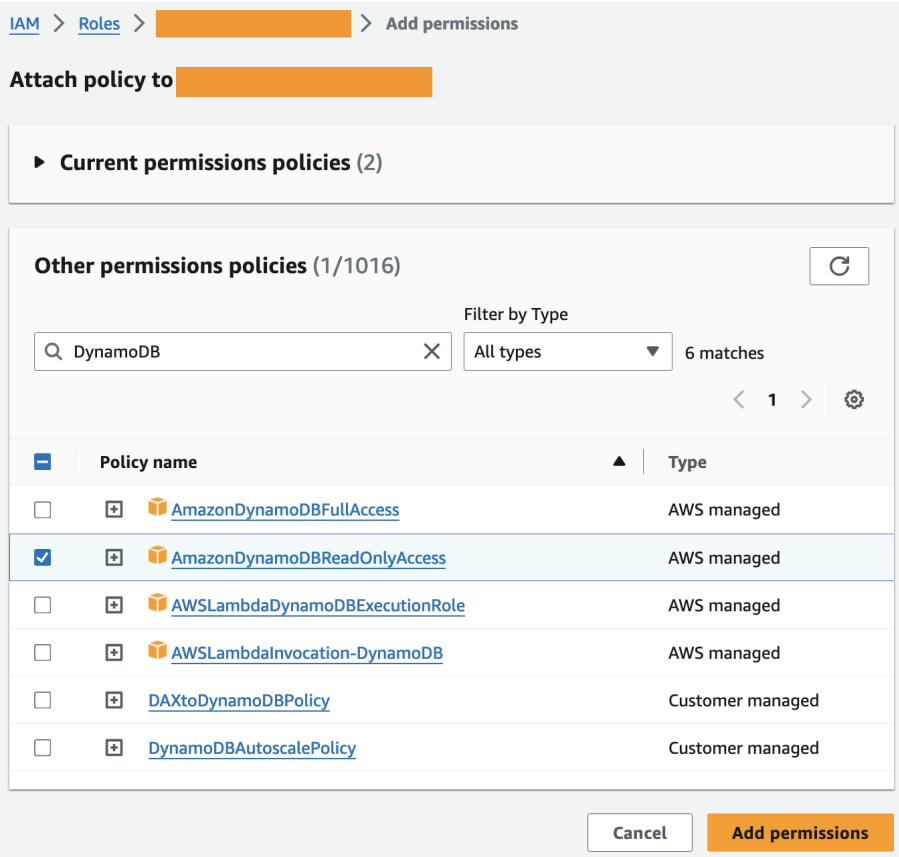 IAM > Roles > > Add permissions
Attach policy to
Current permissions policies (2)
Other permissions policies (1/1016)
Filter by Type
DynamoDB
All types
6 matches
1
Policy name
Type
AmazonDynamoDBFullAccess AWS managed
AmazonDynamoDBReadOnlyAccess AWS managed
AWSLambdaDynamoDBExecutionRole AWS managed
AWSLambdaInvocation-DynamoDB AWS managed
DAXtoDynamoDBPolicy Customer managed
DynamoDBAutoscalePolicy Customer managed
Cancel
Add permissions